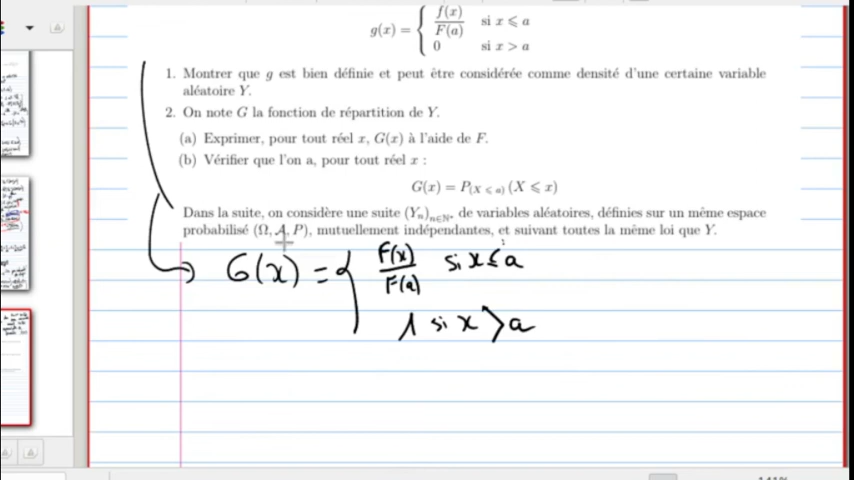 g(x) = { f(x)/F(a) si x ⩽ a
0 si x > a
1. Montrer que g est bien définie et peut être considérée comme densité d'une certaine variable
aléatoire Y.
2. On note G la fonction de répartition de Y.
(a) Exprimer, pour tout réel x, G(x) à l'aide de F.
(b) Vérifier que l'on a, pour tout réel x :
G(x) = P(X ⩽ a) (X ⩽ x)
Dans la suite, on considère une suite (Yn)n∈ℕ* de variables aléatoires, définies sur un même espace
probabilisé (Ω, A, P), mutuellement indépendantes, et suivant toutes la même loi que Y.
G(x) = { F(x)/F(a) si x ≤ a
1 si x > a